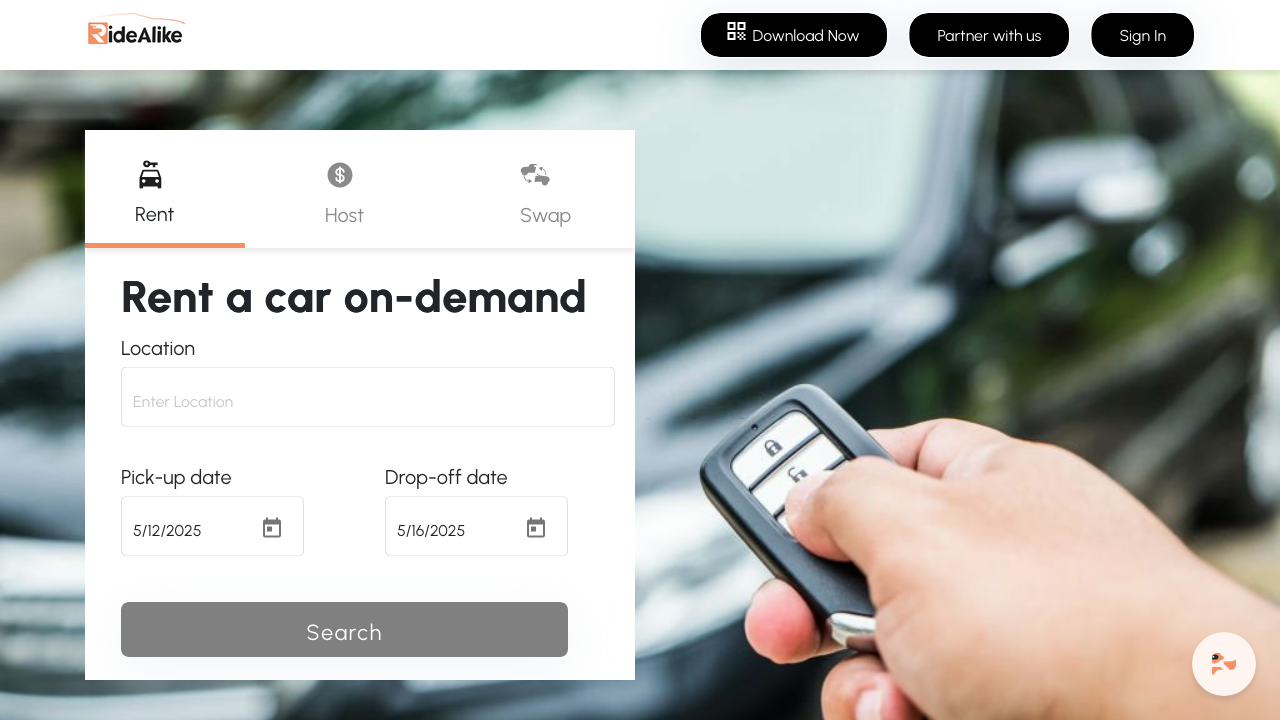 RideAlike
Download Now
Partner with us
Sign In
Rent
Host
Swap
Rent a car on-demand
Location
Enter Location
Pick-up date
Drop-off date
5/12/2025
5/16/2025
Search